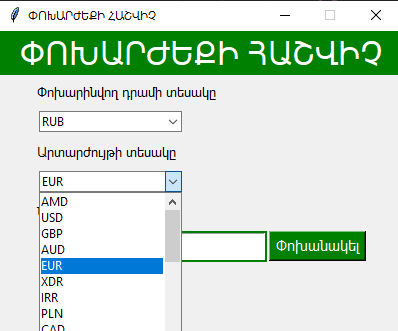 ՓՈԽԱՐԺԵՔԻ ՀԱՇՎԻՉ
ՓՈԽԱՐԺԵՔԻ ՀԱՇՎԻՉ
Փոխարինվող դրամի տեսակը
RUB
Արտարժույթի տեսակը
EUR
AMD
USD
GBP
AUD
EUR
XDR
IRR
PLN
CAD
Փոխանակել